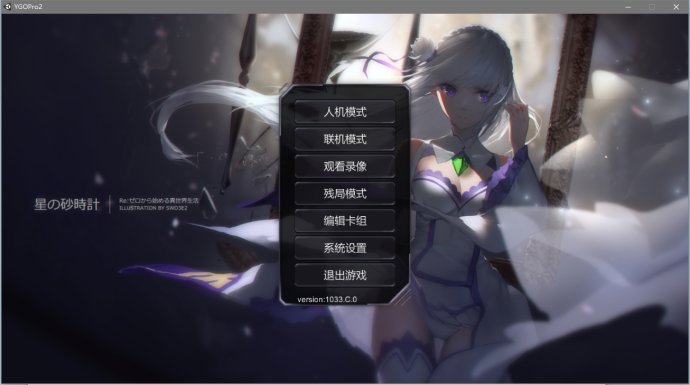 YGOPro2
人机模式
联机模式
观看录像
残局模式
编辑卡组
系统设置
退出游戏
version:1033.C.0
星の砂時計
Re:ゼロから始める異世界生活
ILLUSTRATION BY SWD3E2